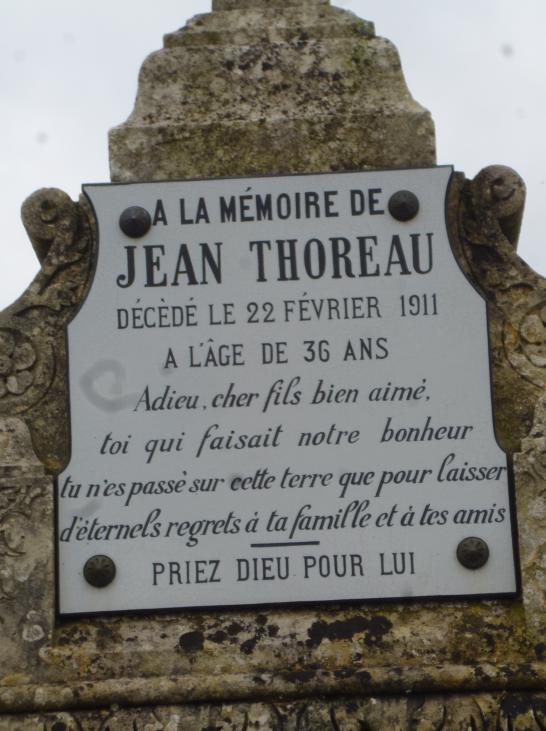 A LA MÉMOIRE DE
JEAN THOREAU
DÉCÈDÉ LE 22 FÉVRIER 1911
A L'ÂGE DE 36 ANS
Adieu, cher fils bien aimé,
toi qui faisait notre bonheur
tu n'es passè sur cette terre que pour laisser
d'éternels regrets à ta famille et à tes amis
PRIEZ DIEU POUR LUI